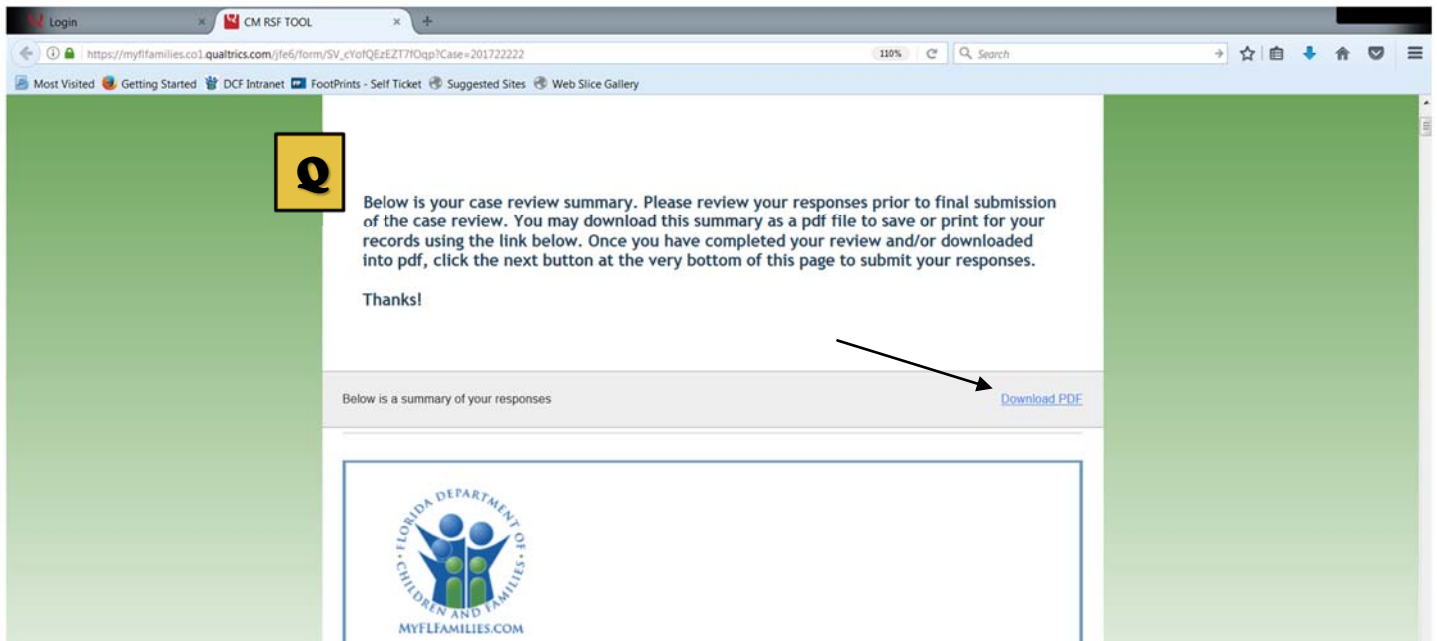 Login × CM RSF TOOL × +
https://myflfamilies.co1.qualtrics.com/jfe6/form/SV_cYofQEzEZT7fOqp?Case=201722222 110% Search
Most Visited Getting Started DCF Intranet FootPrints - Self Ticket Suggested Sites Web Slice Gallery
Q
Below is your case review summary. Please review your responses prior to final submission
of the case review. You may download this summary as a pdf file to save or print for your
records using the link below. Once you have completed your review and/or downloaded
into pdf, click the next button at the very bottom of this page to submit your responses.
Thanks!
Below is a summary of your responses Download PDF
FLORIDA DEPARTMENT OF
CHILDREN AND FAMILIES
MYFLFAMILIES.COM